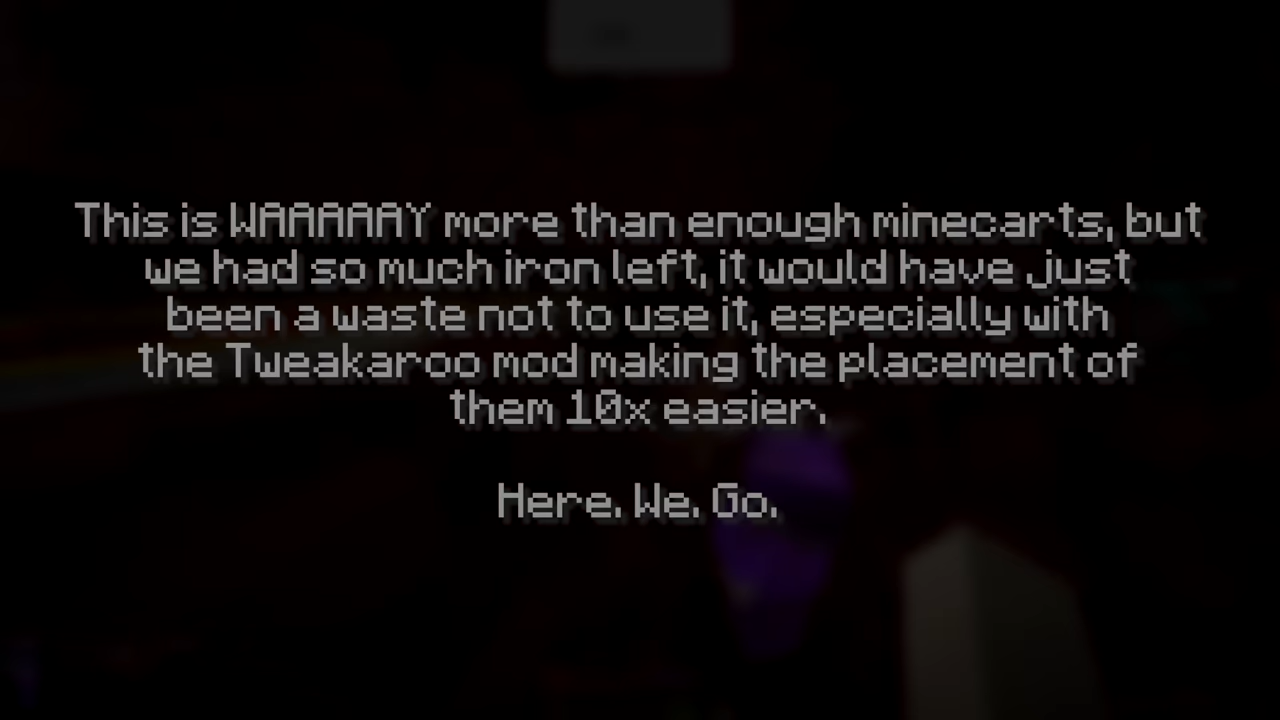 This is WAAAAAY more than enough minecarts, but
we had so much iron left, it would have just
been a waste not to use it, especially with
the Tweakaroo mod making the placement of
them 10x easier.
Here. We. Go.